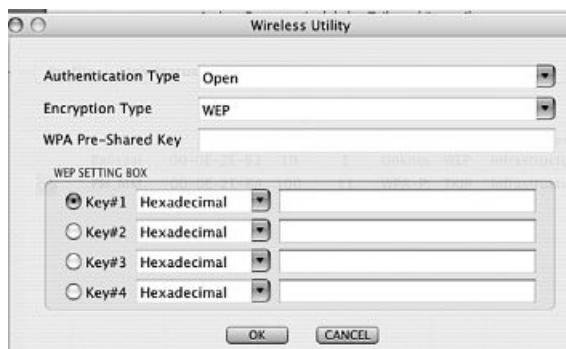 Wireless Utility
Authentication Type Open
Encryption Type WEP
WPA Pre-Shared Key
WEP SETTING BOX
Key#1 Hexadecimal
Key#2 Hexadecimal
Key#3 Hexadecimal
Key#4 Hexadecimal
OK CANCEL